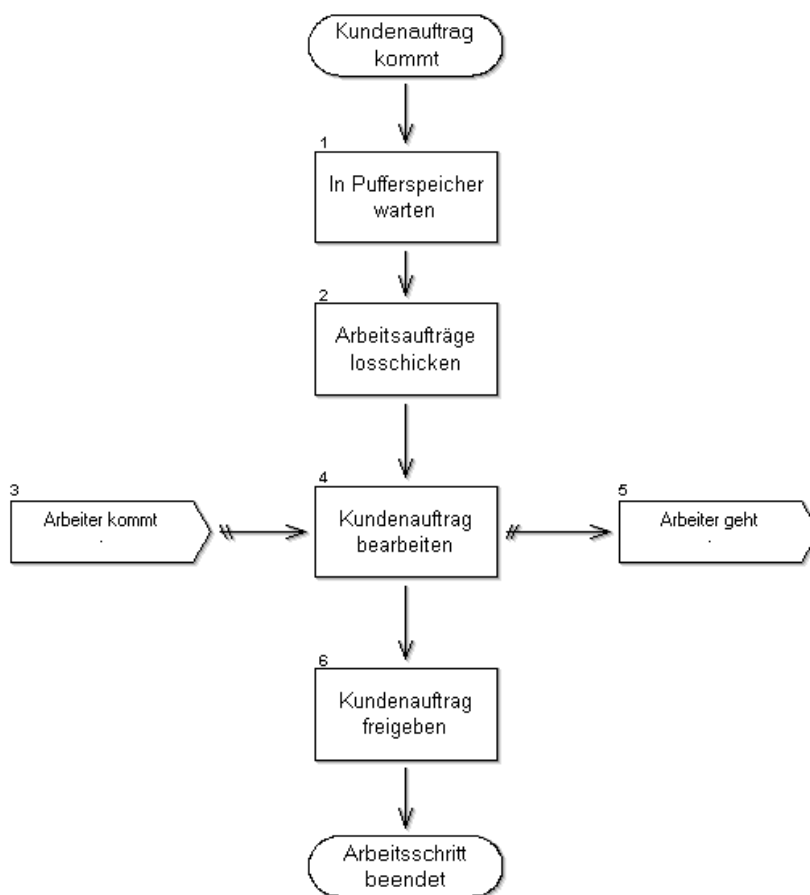 Kundenauftrag
kommt
1
In Pufferspeicher
warten
2
Arbeitsaufträge
losschicken
3
Arbeiter kommt
.
4
Kundenauftrag
bearbeiten
5
Arbeiter geht
.
6
Kundenauftrag
freigeben
Arbeitsschritt
beendet